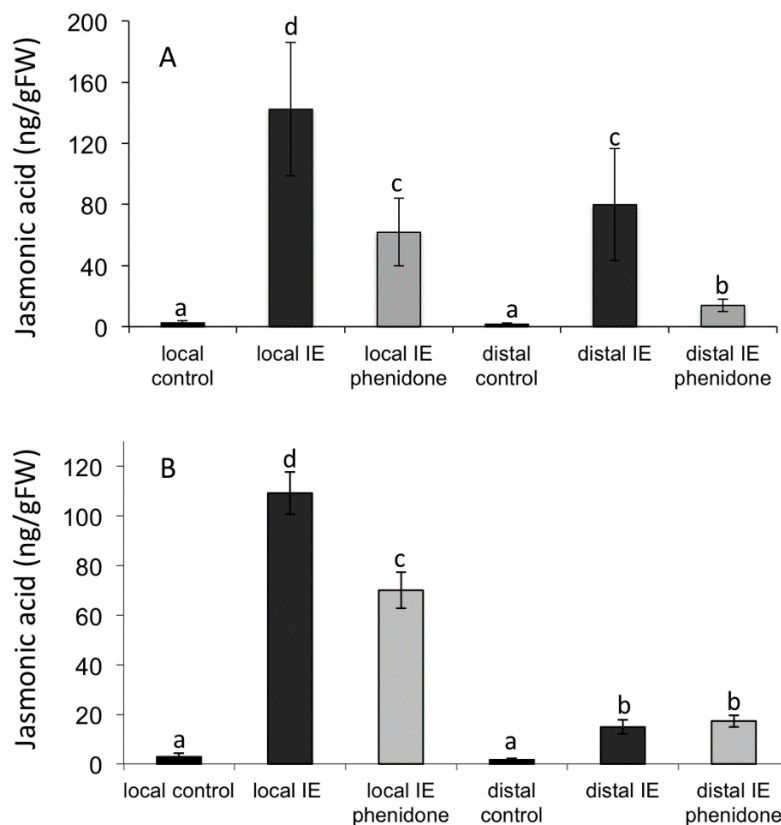 A
Jasmonic acid (ng/gFW)
200
160
120
80
40
0
a
d
c
a
c
b
local control
local IE
local IE phenidone
distal control
distal IE
distal IE phenidone
B
Jasmonic acid (ng/gFW)
120
100
80
60
40
20
0
a
d
c
a
b
b
local control
local IE
local IE phenidone
distal control
distal IE
distal IE phenidone